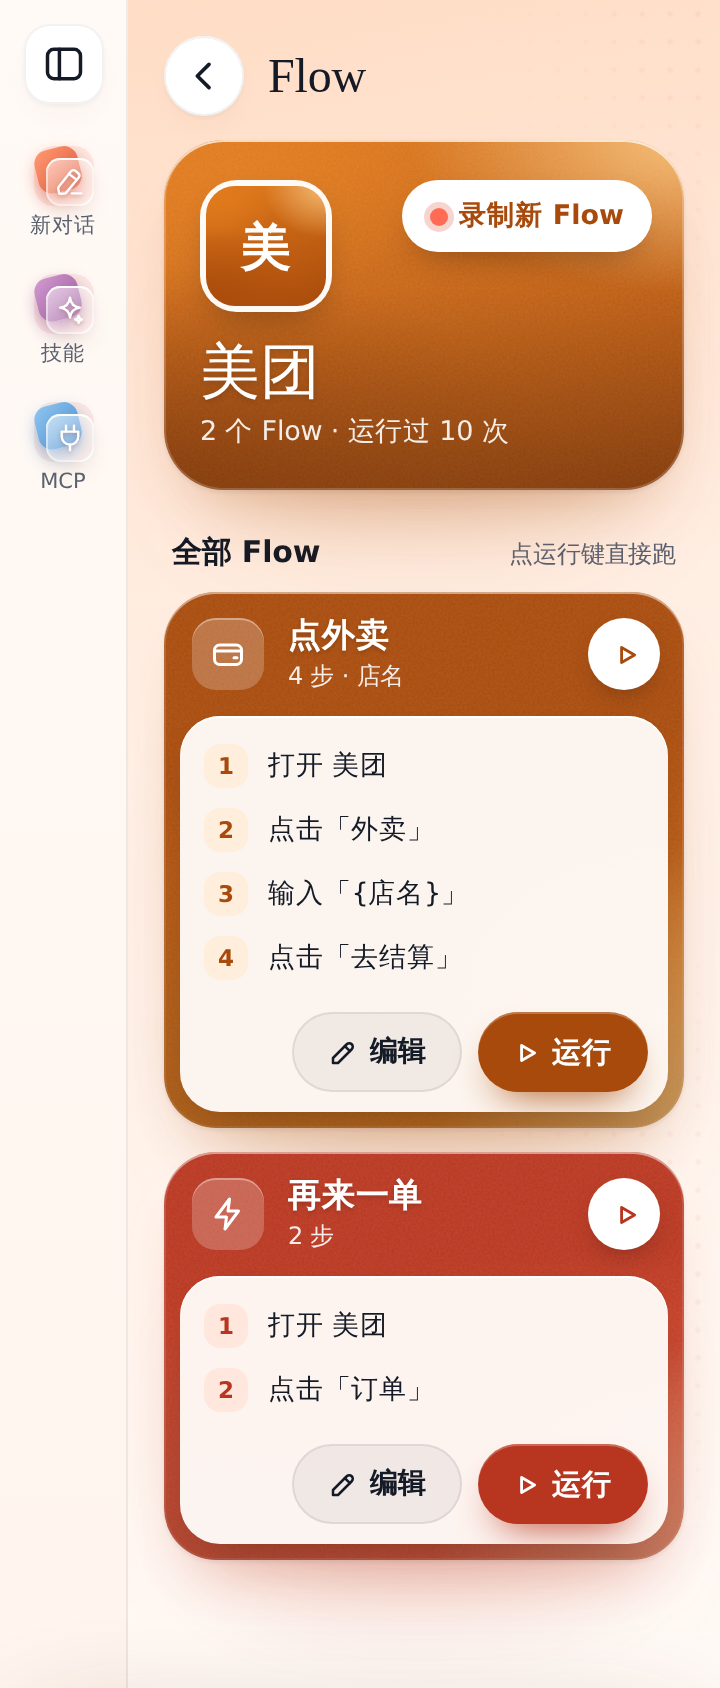 Flow
新对话
技能
MCP
美
录制新 Flow
美团
2 个 Flow · 运行过 10 次
全部 Flow
点运行键直接跑
点外卖
4 步 · 店名
1 打开 美团
2 点击「外卖」
3 输入「{店名}」
4 点击「去结算」
编辑
运行
再来一单
2 步
1 打开 美团
2 点击「订单」
编辑
运行